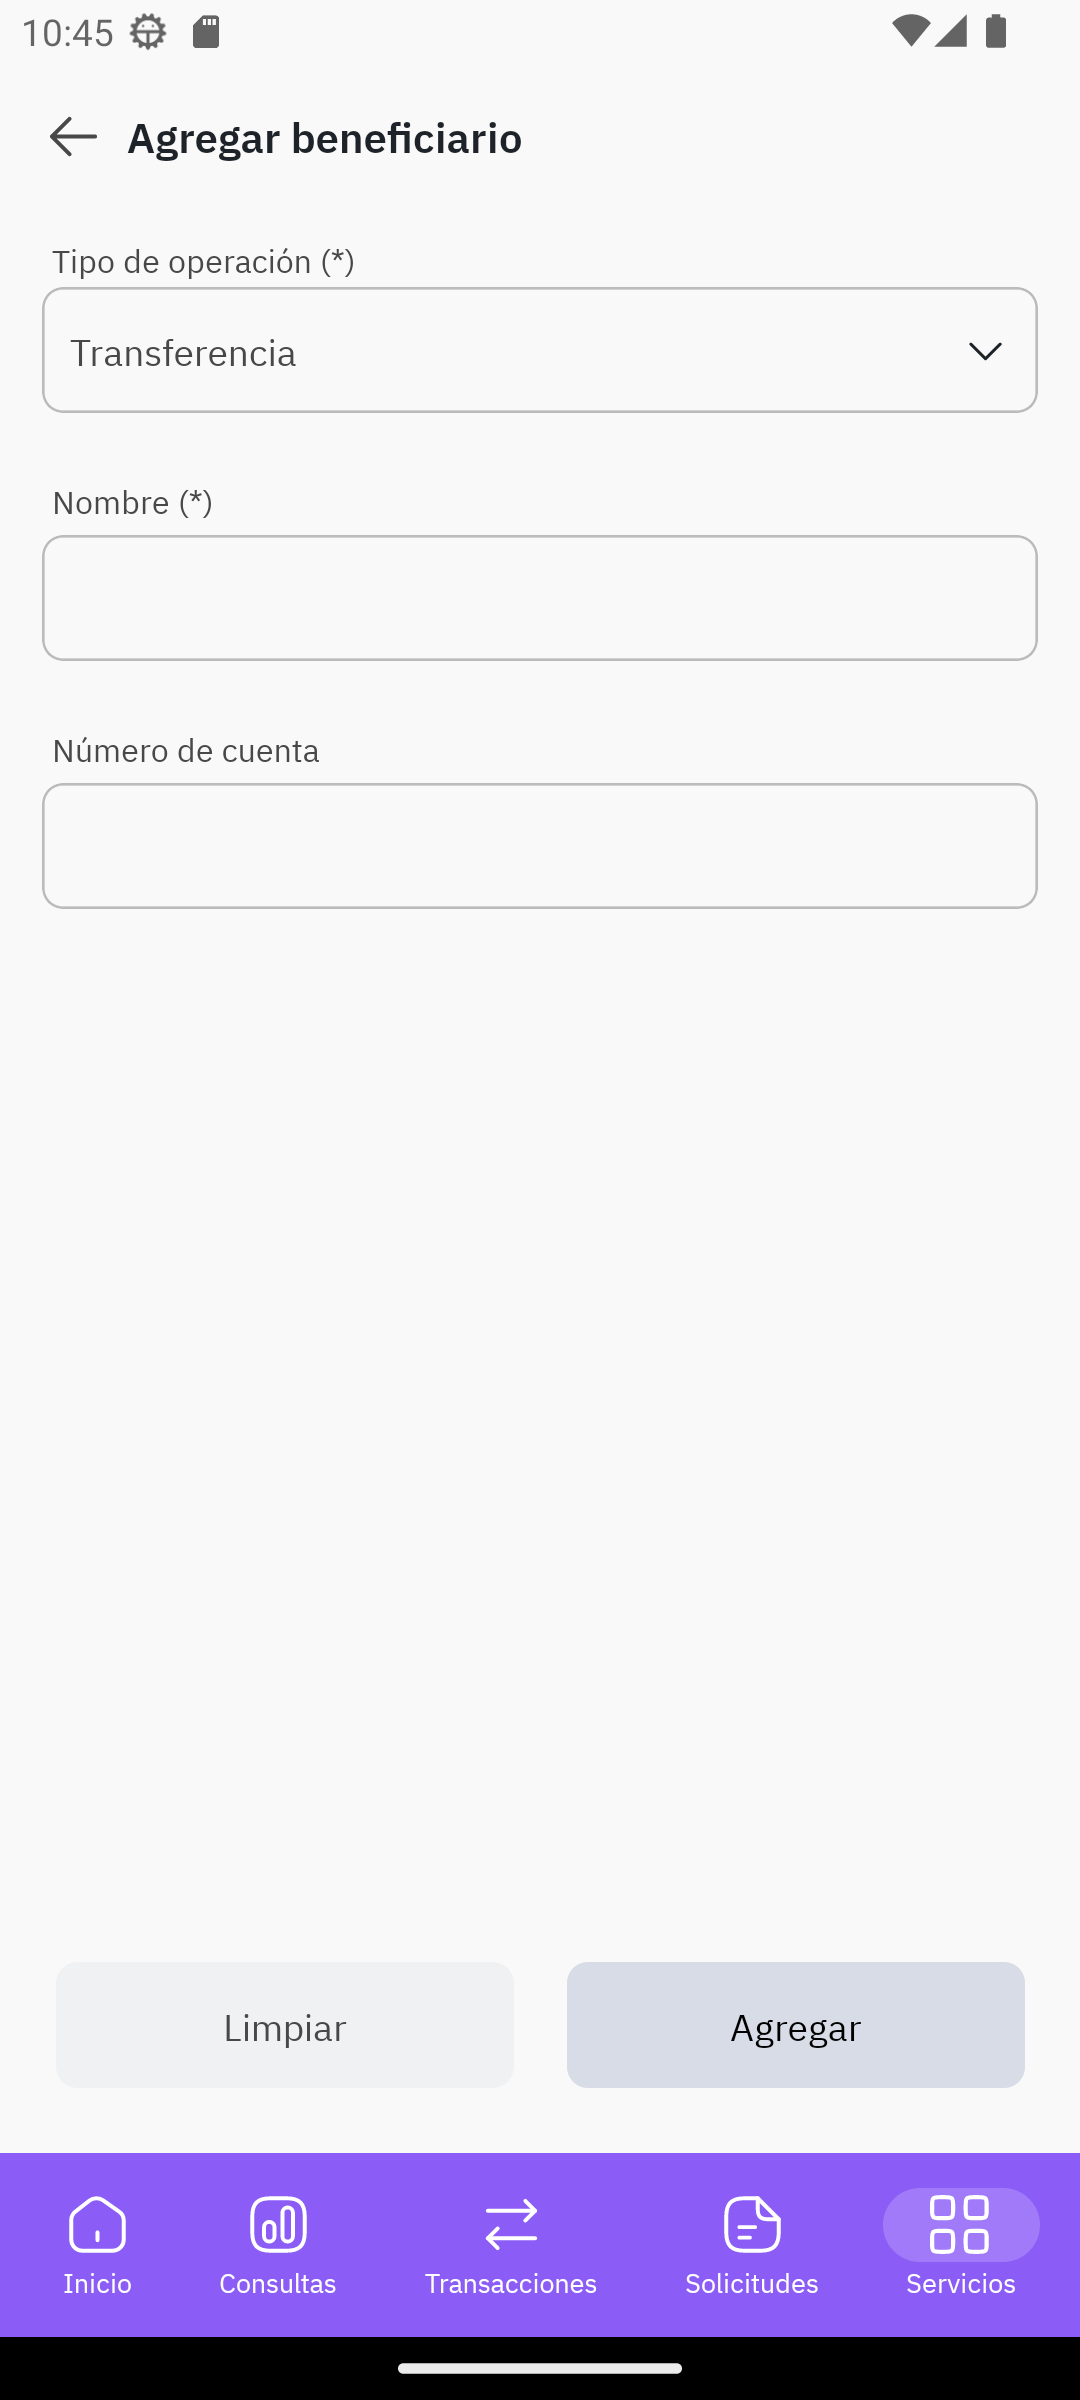 10:45
Agregar beneficiario
Tipo de operación (*)
Transferencia
Nombre (*)
Número de cuenta
Limpiar
Agregar
Inicio
Consultas
Transacciones
Solicitudes
Servicios